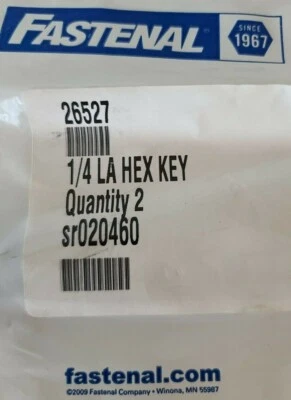 FASTENAL
SINCE
1967
26527
1/4 LA HEX KEY
Quantity 2
sr020460
fastenal.com
©2009 Fastenal Company • Winona, MN 55987